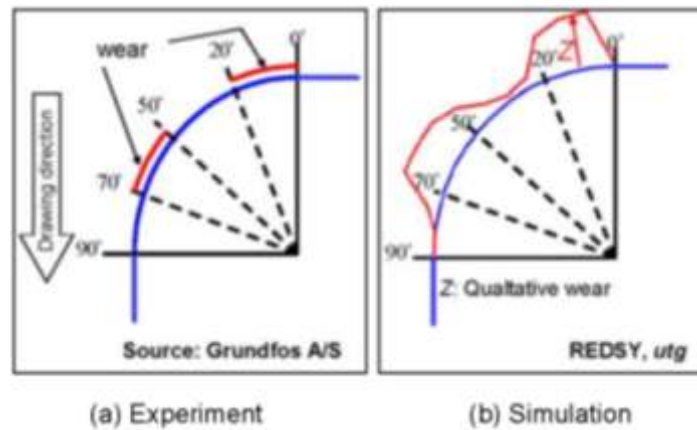 wear
20°
0°
50°
70°
90°
Drawing direction
Source: Grundfos A/S
Z
0°
20°
50°
70°
90°
Z: Qualtative wear
REDSY, utg
(a) Experiment
(b) Simulation